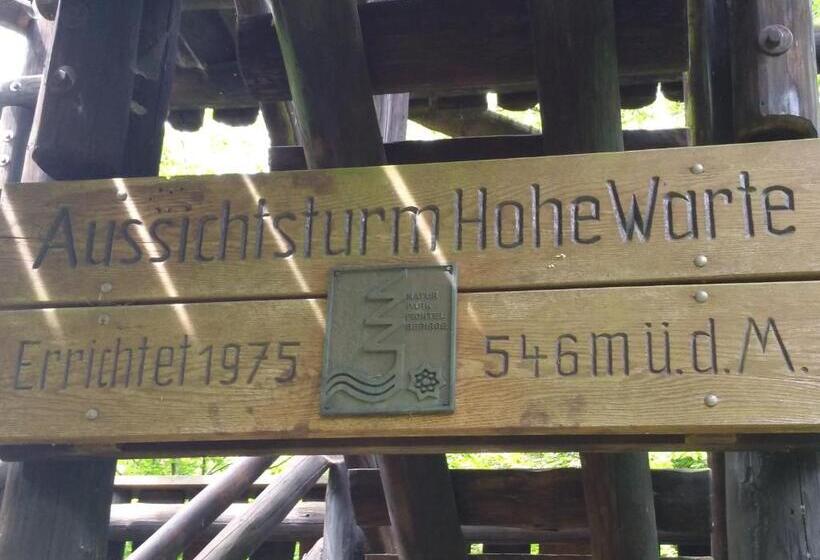 Aussichtsturm Hohe Warte
Errichtet 1975
NATUR
PARK
FICHTEL
GEBIRGE
546 m ü.d.M.